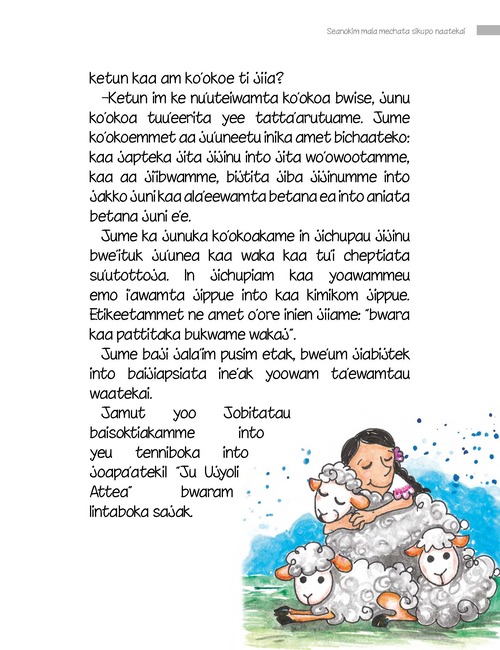 Seanokim mala mechata sikupo naatekai
ketun kaa am ko'okoe ti jiia?
–Ketun im ke nu'uteiwamta ko'okoa bwise, junu
ko'okoa tuu'eerita yee tatta'arutuame. Jume
ko'okoemmet aa ju'uneetu inika amet bichaateko:
kaa japteka jita jijinu into jita wo'owootamme,
kaa aa jiibwamme, bijtita jiba jijinumme into
jakko juni kaa ala'eewamta betana ea into aniata
betana juni e'e.
Jume ka junuka ko'okoakame in jichupau jijinu
bwe'ituk ju'unea kaa waka kaa tu'i cheptiata
su'utottoja. In jichupiam kaa yoawammeu
emo i'awamta jippue into kaa kimikom jippue.
Etikeetammet ne amet o'ore inien jiiame: "bwara
kaa pattitaka bukwame wakaj".
Jume baji jala'im pusim etak, bwe'um jiabijtek
into baijiapsiata ine'ak yoowam ta'ewamtau
waatekai.
Jamut yoo Jobitatau
baisoktiakamme into
yeu tenniboka into
joapa'atekil "Ju Ujyoli
Attea" bwaram
lintaboka sajak.